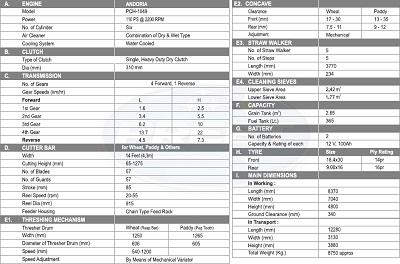 A. ENGINE ANDORIA
Model PCH-1049
Power 110 PS @ 2200 RPM
No. of Cylinder Six
Air Cleaner Combination of Dry & Wet Type
Cooling System Water Cooled
B. CLUTCH
Type of Clutch Single, Heavy Duty Dry Clutch
Dia (mm) 310 mm
C. TRANSMISSION
No. of Gears 4 Forward, 1 Reverse
Gear Speeds (km/hr)
Forward L H
1st Gear 1.6 2.5
2nd Gear 3.4 5.5
3rd Gear 6.2 10
4th Gear 13.7 22
Reverse 4.5 7.3
D. CUTTER BAR for Wheat, Paddy & Others
Width 14 Feet (4.3m)
Cutting Height (mm) 65-1275
No. of Blades 57
No. of Guards 57
Stroke (mm) 85
Reel Speed (rpm) 20-55
Reel Dia (mm) 915
Feeder Housing Chain Type Feed Rack
E1. THRESHING MECHANISM
Thresher Drum Wheat (Rasp Bar) Paddy (Peg Tooth)
Width (mm) 1250 1265
Diameter of Thresher Drum (mm) 606 605
Speed (mm) 540-1200
Speed Adjustment By Means of Mechanical Variator
E2. CONCAVE
Clearance Wheat Paddy
Front (mm) 17 - 30 13 - 35
Rear (mm) 7.5 - 11 9 - 12
Adjustment Mechanical
E3. STRAW WALKER
No. of Straw Walker 5
No. of Steps 5
Length (mm) 3770
Width (mm) 234
E4. CLEANING SIEVES
Upper Sieve Area 2.42 m²
Lower Sieve Area 1.77 m²
F. CAPACITY
Grain Tank (m³) 2.65
Fuel Tank (Lt.) 365
G. BATTERY
No. of Batteries 2
Capacity & Rating of each 12 V, 100Ah
H. TYRE Size Ply Rating
Front 18.4x30 14pr
Rear 9.00x16 16pr
I. MAIN DIMENSIONS
In Working :
Length (mm) 8370
Width (mm) 7040
Height (mm) 4800
Ground Clearance (mm) 340
In Transport :
Length (mm) 12280
Width (mm) 3130
Height (mm) 3880
Total Weight (Kg.) 8750 approx